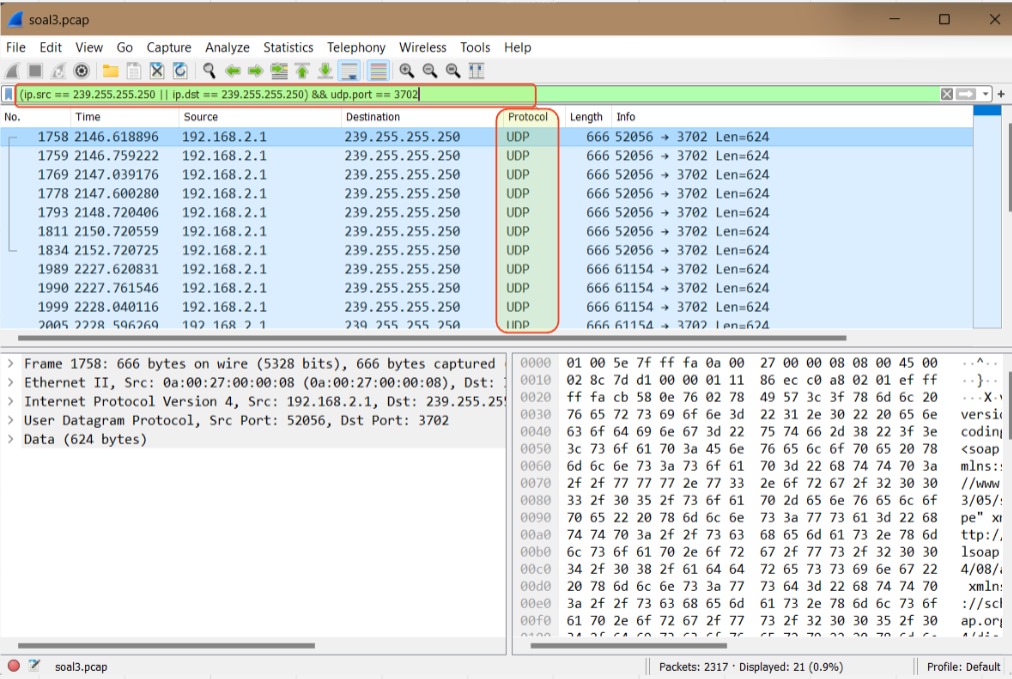 soal3.pcap
File Edit View Go Capture Analyze Statistics Telephony Wireless Tools Help
(ip.src == 239.255.255.250 || ip.dst == 239.255.255.250) && udp.port == 3702
No. Time Source Destination Protocol Length Info
1758 2146.618896 192.168.2.1 239.255.255.250 UDP 666 52056 → 3702 Len=624
1759 2146.759222 192.168.2.1 239.255.255.250 UDP 666 52056 → 3702 Len=624
1769 2147.039176 192.168.2.1 239.255.255.250 UDP 666 52056 → 3702 Len=624
1778 2147.600280 192.168.2.1 239.255.255.250 UDP 666 52056 → 3702 Len=624
1793 2148.720406 192.168.2.1 239.255.255.250 UDP 666 52056 → 3702 Len=624
1811 2150.720559 192.168.2.1 239.255.255.250 UDP 666 52056 → 3702 Len=624
1834 2152.720725 192.168.2.1 239.255.255.250 UDP 666 52056 → 3702 Len=624
1989 2227.620831 192.168.2.1 239.255.255.250 UDP 666 61154 → 3702 Len=624
1990 2227.761546 192.168.2.1 239.255.255.250 UDP 666 61154 → 3702 Len=624
1999 2228.040116 192.168.2.1 239.255.255.250 UDP 666 61154 → 3702 Len=624
2005 2228.596269 192.168.2.1 239.255.255.250 UDP 666 61154 → 3702 Len=624
Frame 1758: 666 bytes on wire (5328 bits), 666 bytes captured
Ethernet II, Src: 0a:00:27:00:00:08 (0a:00:27:00:00:08), Dst:
Internet Protocol Version 4, Src: 192.168.2.1, Dst: 239.255.255
User Datagram Protocol, Src Port: 52056, Dst Port: 3702
Data (624 bytes)
0000 01 00 5e 7f ff fa 0a 00 27 00 00 08 08 00 45 00 ··^··
0010 02 8c 7d d1 00 00 01 11 86 ec c0 a8 02 01 ef ff ··}··
0020 ff fa cb 58 0e 76 02 78 49 57 3c 3f 78 6d 6c 20 ···X·v
0030 76 65 72 73 69 6f 6e 3d 22 31 2e 30 22 20 65 6e versio
0040 63 6f 64 69 6e 67 3d 22 75 74 66 2d 38 22 3f 3e coding
0050 3c 73 6f 61 70 3a 45 6e 76 65 6c 6f 70 65 20 78 <soap
0060 6d 6c 6e 73 3a 73 6f 61 70 3d 22 68 74 74 70 3a mlns:s
0070 2f 2f 77 77 77 2e 77 33 2e 6f 72 67 2f 32 30 30 //www
0080 33 2f 30 35 2f 73 6f 61 70 2d 65 6e 76 65 6c 6f 3/05/s
0090 70 65 22 20 78 6d 6c 6e 73 3a 77 73 61 3d 22 68 pe" xm
00a0 74 74 70 3a 2f 2f 73 63 68 65 6d 61 73 2e 78 6d ttp://
00b0 6c 73 6f 61 70 2e 6f 72 67 2f 77 73 2f 32 30 30 lsoap
00c0 34 2f 30 38 2f 61 64 64 72 65 73 73 69 6e 67 22 4/08/a
00d0 20 78 6d 6c 6e 73 3a 77 73 64 3d 22 68 74 74 70 xmlns
00e0 3a 2f 2f 73 63 68 65 6d 61 73 2e 78 6d 6c 73 6f ://sch
00f0 61 70 2e 6f 72 67 2f 77 73 2f 32 30 30 35 2f 30 ap.org
soal3.pcap
Packets: 2317 · Displayed: 21 (0.9%)
Profile: Default